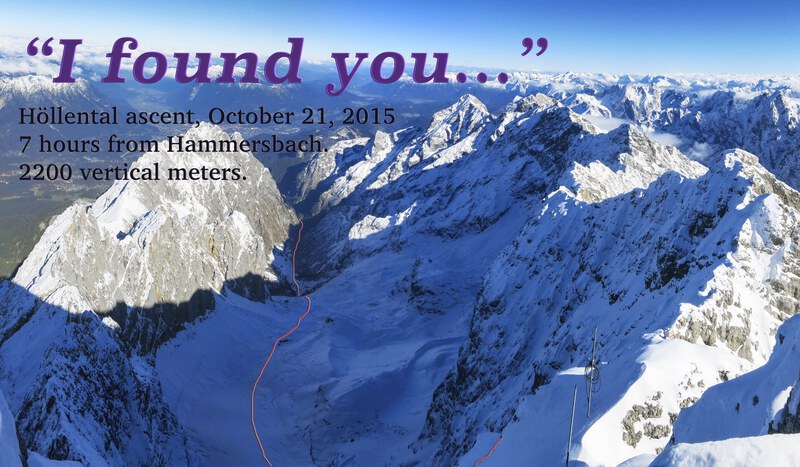 “I found you...”
Höllental ascent, October 21, 2015
7 hours from Hammersbach.
2200 vertical meters.